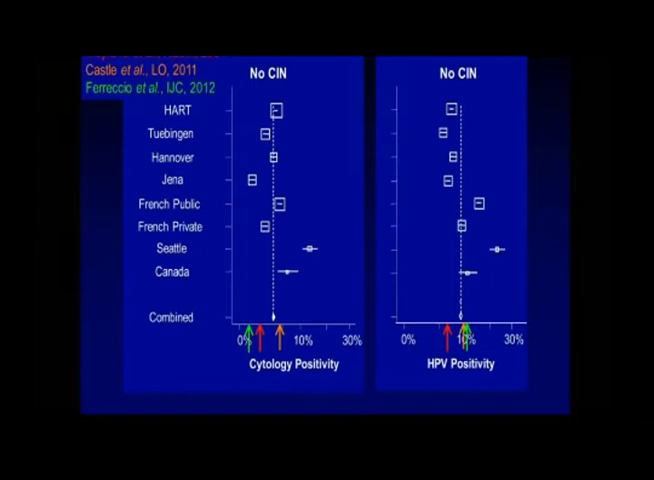 Castle et al., LO, 2011
Ferreccio et al., IJC, 2012
No CIN
No CIN
HART
Tuebingen
Hannover
Jena
French Public
French Private
Seattle
Canada
Combined
0% 10% 30%
Cytology Positivity
0% 10% 30%
HPV Positivity